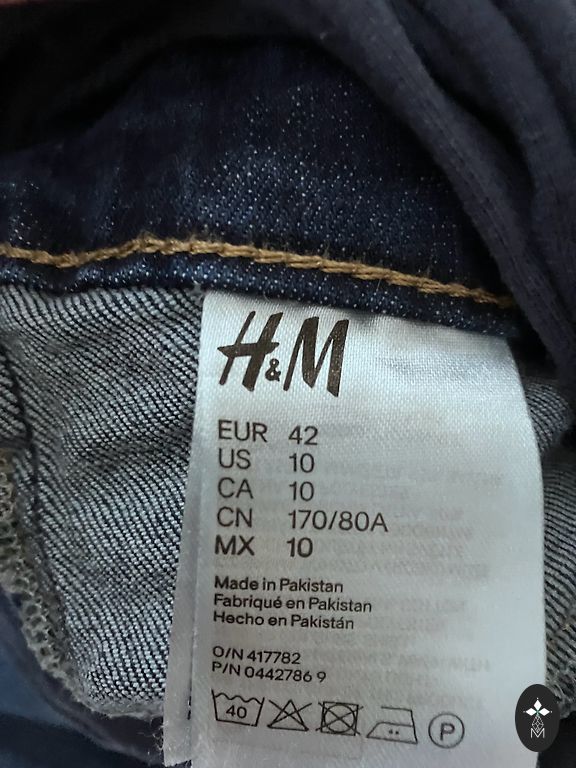 H&M
EUR 42
US 10
CA 10
CN 170/80A
MX 10
Made in Pakistan
Fabriqué en Pakistan
Hecho en Pakistán
O/N 417782
P/N 0442786 9
40
P
M